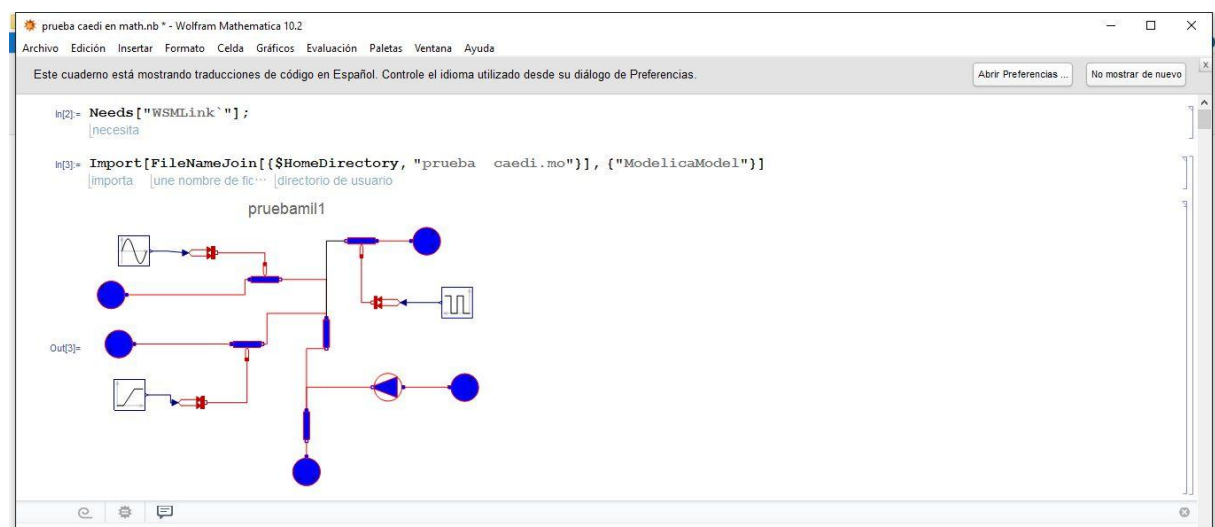 prueba caedi en math.nb * - Wolfram Mathematica 10.2
Archivo Edición Insertar Formato Celda Gráficos Evaluación Paletas Ventana Ayuda
Este cuaderno está mostrando traducciones de código en Español. Controle el idioma utilizado desde su diálogo de Preferencias.
Abrir Preferencias ...
No mostrar de nuevo
In[2]:= Needs["WSMLink`"];
necesita
In[3]:= Import[FileNameJoin[{$HomeDirectory, "prueba caedi.mo"}], {"ModelicaModel"}]
importa une nombre de fic··· directorio de usuario
pruebamil1
Out[3]=